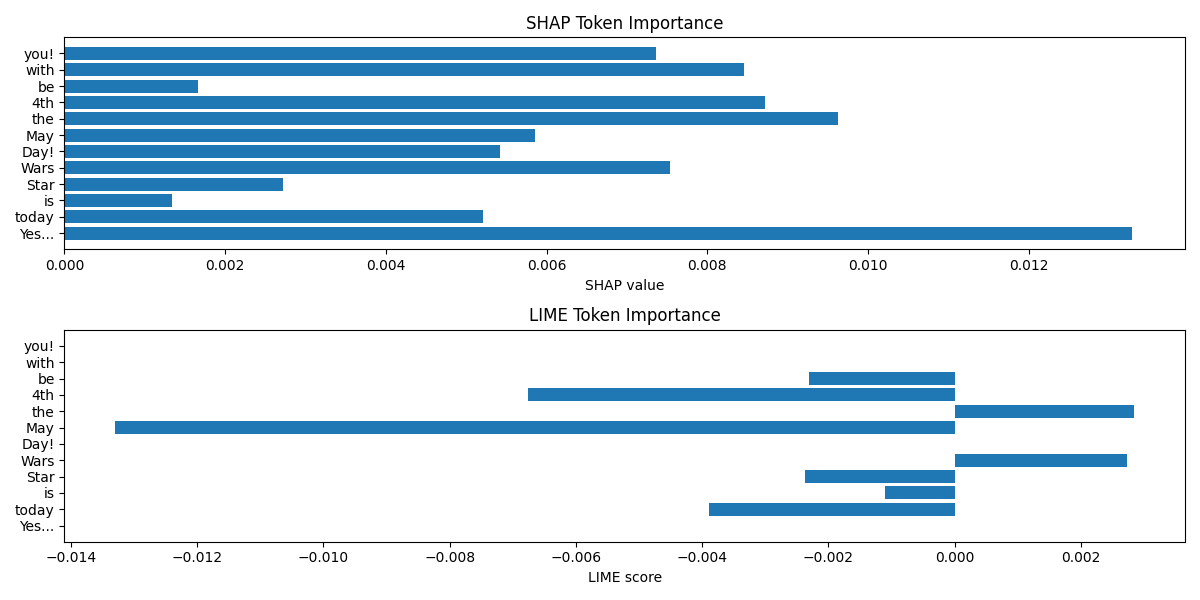 SHAP Token Importance
you!
with
be
4th
the
May
Day!
Wars
Star
is
today
Yes...
0.000 0.002 0.004 0.006 0.008 0.010 0.012
SHAP value
LIME Token Importance
you!
with
be
4th
the
May
Day!
Wars
Star
is
today
Yes...
−0.014 −0.012 −0.010 −0.008 −0.006 −0.004 −0.002 0.000 0.002
LIME score